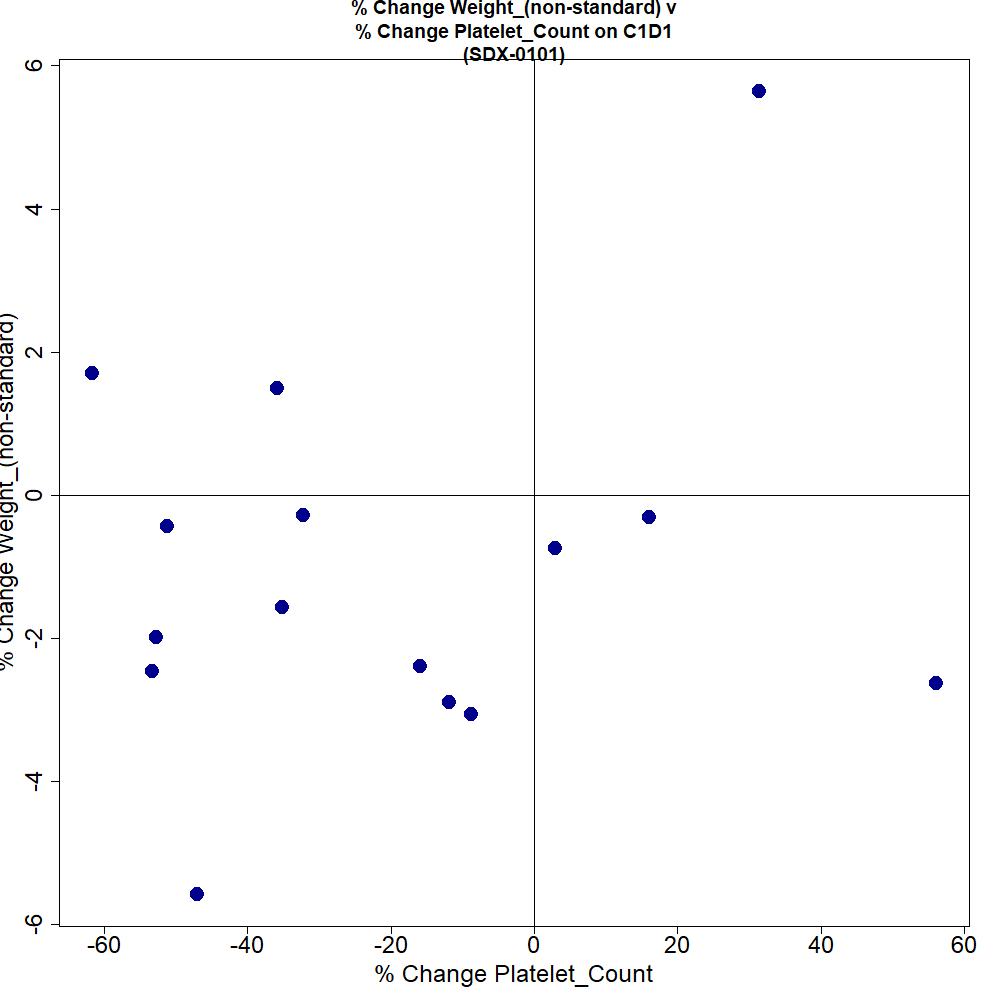 % Change Weight_(non-standard) v
% Change Platelet_Count on C1D1
(SDX-0101)
% Change Weight_(non-standard)
6
4
2
0
-2
-4
-6
-60 -40 -20 0 20 40 60
% Change Platelet_Count